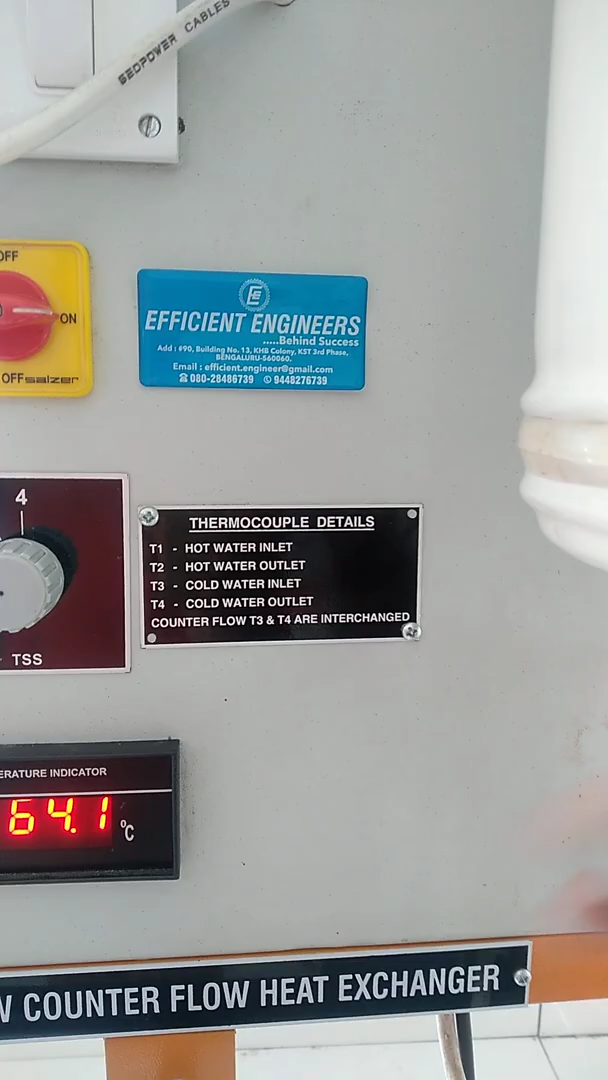 GEDPOWER CABLES
OFF
ON
OFF salzer
E
EFFICIENT ENGINEERS
.....Behind Success
Add : #90, Building No. 13, KHB Colony, KST 3rd Phase,
BENGALURU-560060.
Email : efficient.engineer@gmail.com
080-28486739 9448276739
4
TSS
THERMOCOUPLE DETAILS
T1 - HOT WATER INLET
T2 - HOT WATER OUTLET
T3 - COLD WATER INLET
T4 - COLD WATER OUTLET
COUNTER FLOW T3 & T4 ARE INTERCHANGED
ERATURE INDICATOR
64.1 °C
W COUNTER FLOW HEAT EXCHANGER